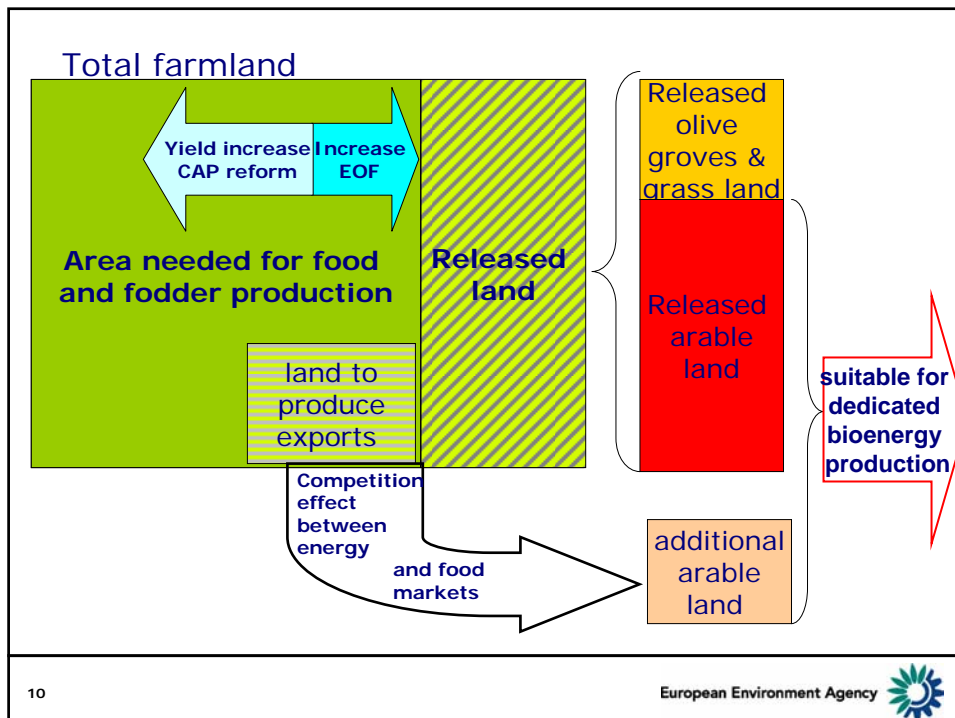 Total farmland
Yield increase
CAP reform
Increase
EOF
Area needed for food
and fodder production
Released
land
land to
produce
exports
Competition
effect
between
energy
and food
markets
Released
olive
groves &
grass land
Released
arable
land
additional
arable
land
suitable for
dedicated
bioenergy
production
10
European Environment Agency